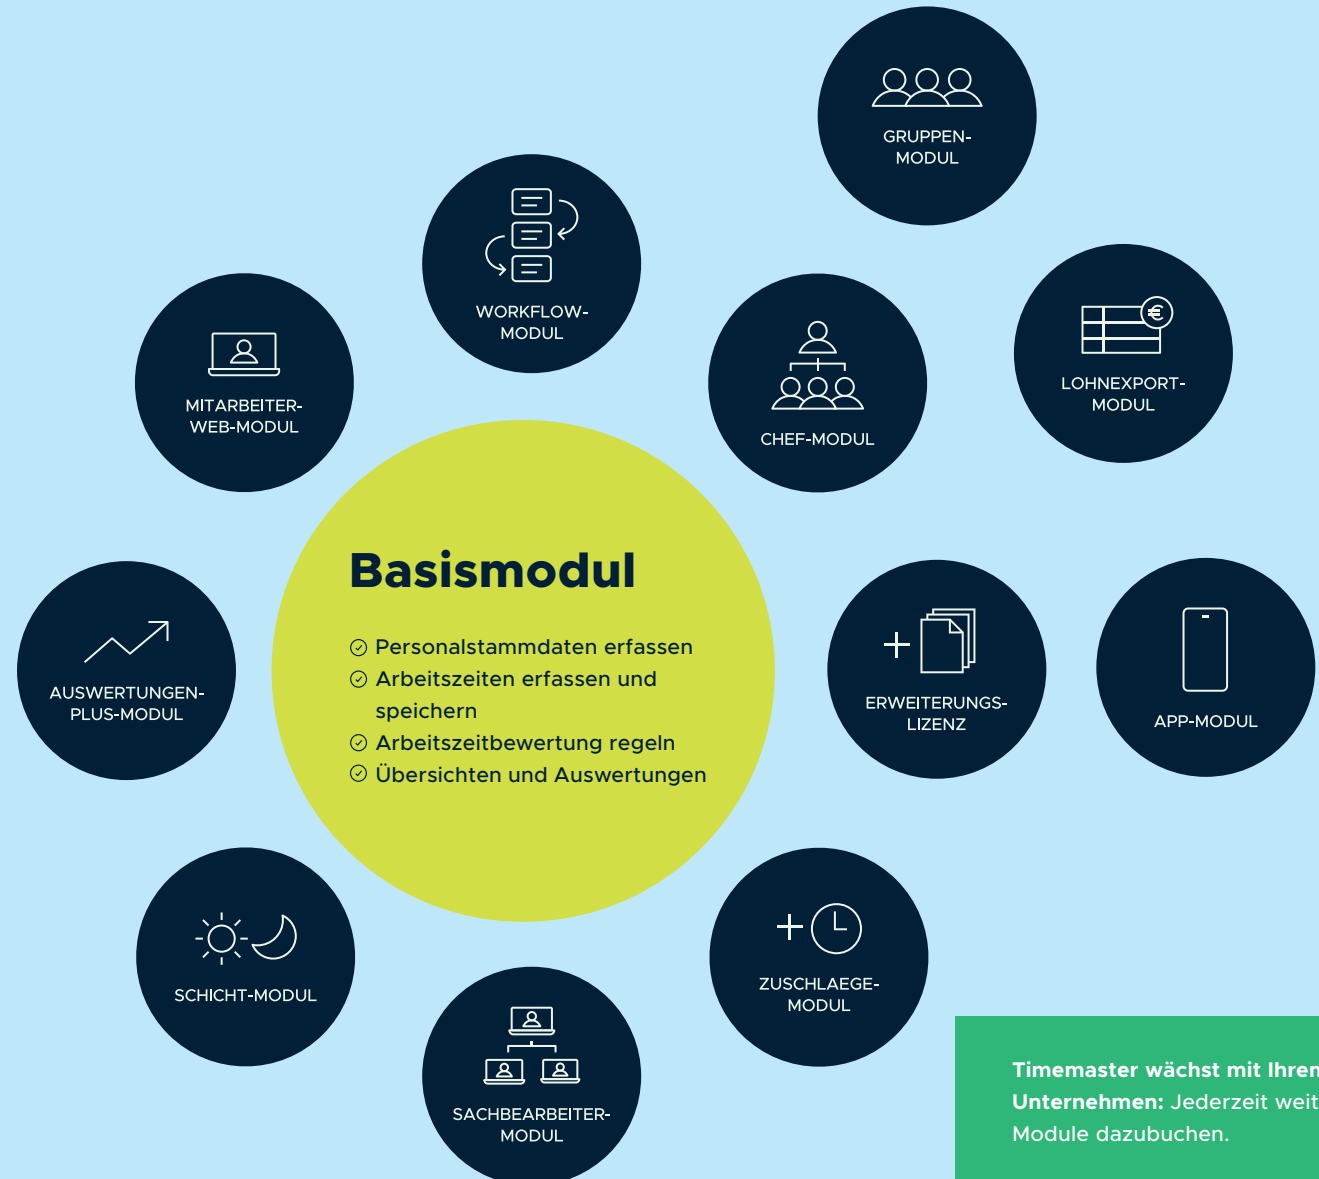 GRUPPEN-
MODUL
WORKFLOW-
MODUL
MITARBEITER-
WEB-MODUL
CHEF-MODUL
€
LOHNEXPORT-
MODUL
Basismodul
Personalstammdaten erfassen
Arbeitszeiten erfassen und
speichern
Arbeitszeitbewertung regeln
Übersichten und Auswertungen
AUSWERTUNGEN-
PLUS-MODUL
ERWEITERUNGS-
LIZENZ
APP-MODUL
SCHICHT-MODUL
ZUSCHLAEGE-
MODUL
SACHBEARBEITER-
MODUL
Timemaster wächst mit Ihrem
Unternehmen: Jederzeit weit
Module dazubuchen.